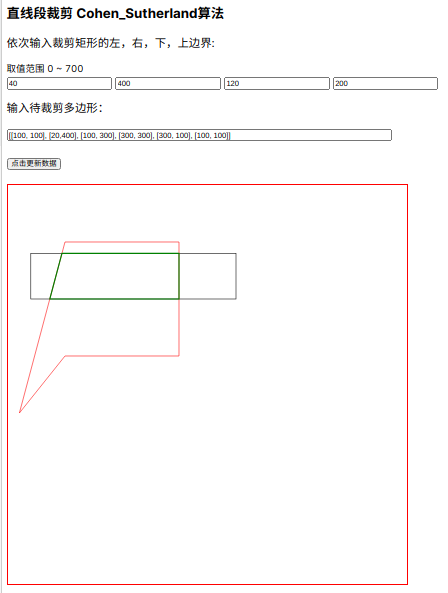 直线段裁剪 Cohen_Sutherland算法
依次输入裁剪矩形的左，右，下，上边界:
取值范围 0 ~ 700
40 400 120 200
输入待裁剪多边形：
[[100, 100], [20,400], [100, 300], [300, 300], [300, 100], [100, 100]]
点击更新数据